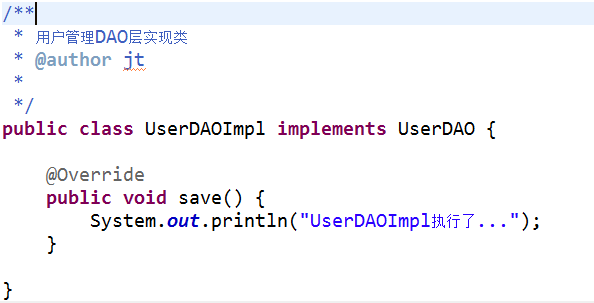 /**
 * 用户管理DAO层实现类
 * @author jt
 *
 */
public class UserDAOImpl implements UserDAO {
    @Override
    public void save() {
        System.out.println("UserDAOImpl执行了...");
    }
}